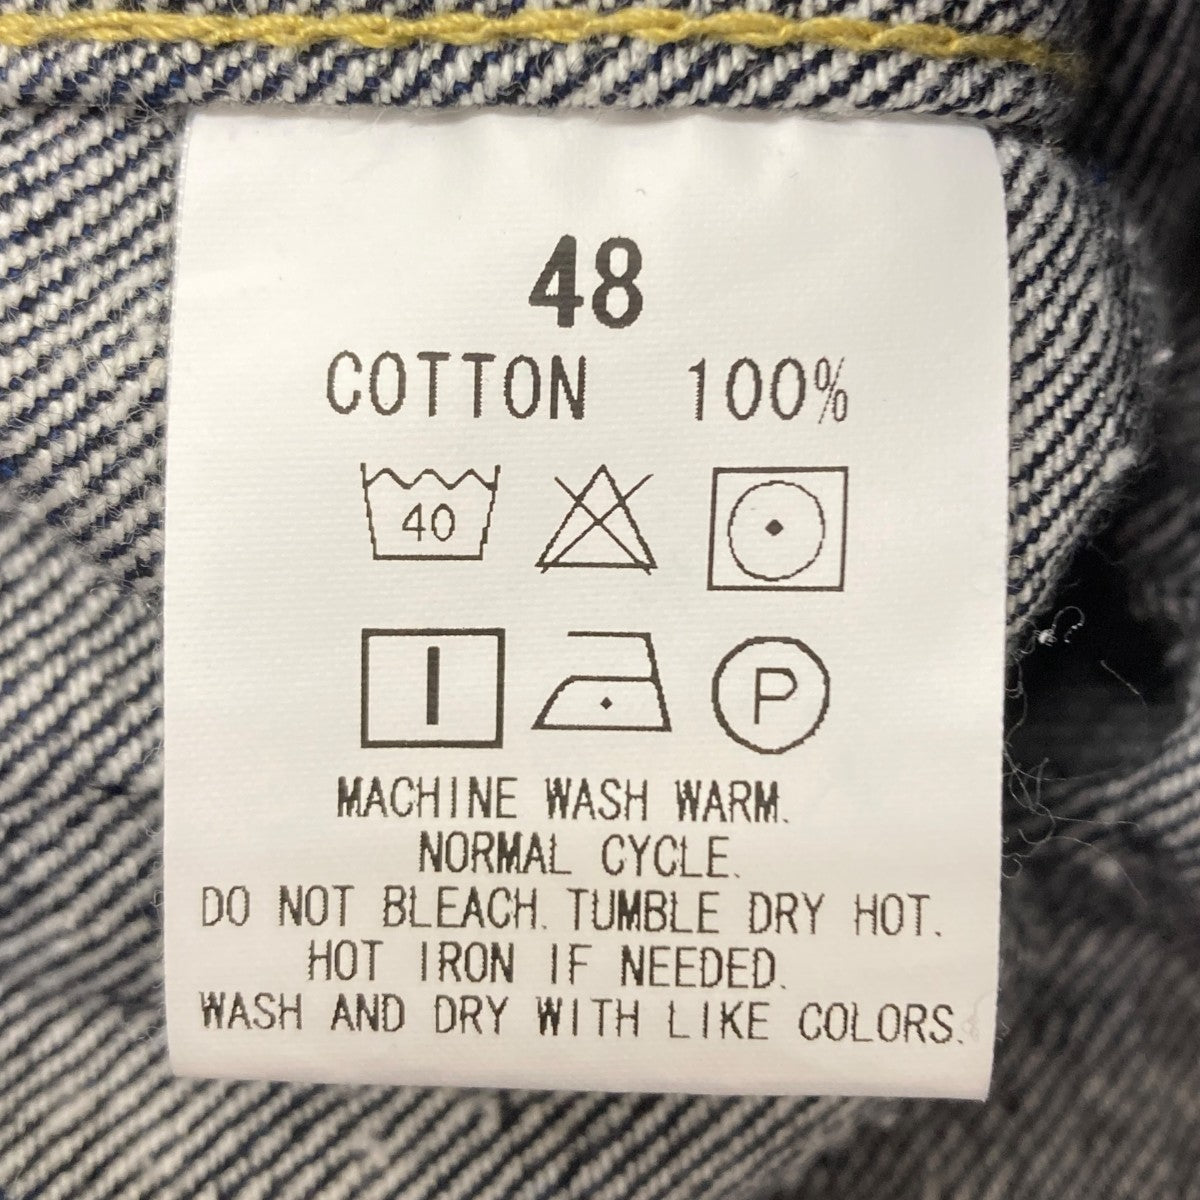 48
COTTON 100%
40
P
MACHINE WASH WARM.
NORMAL CYCLE.
DO NOT BLEACH. TUMBLE DRY HOT.
HOT IRON IF NEEDED.
WASH AND DRY WITH LIKE COLORS.